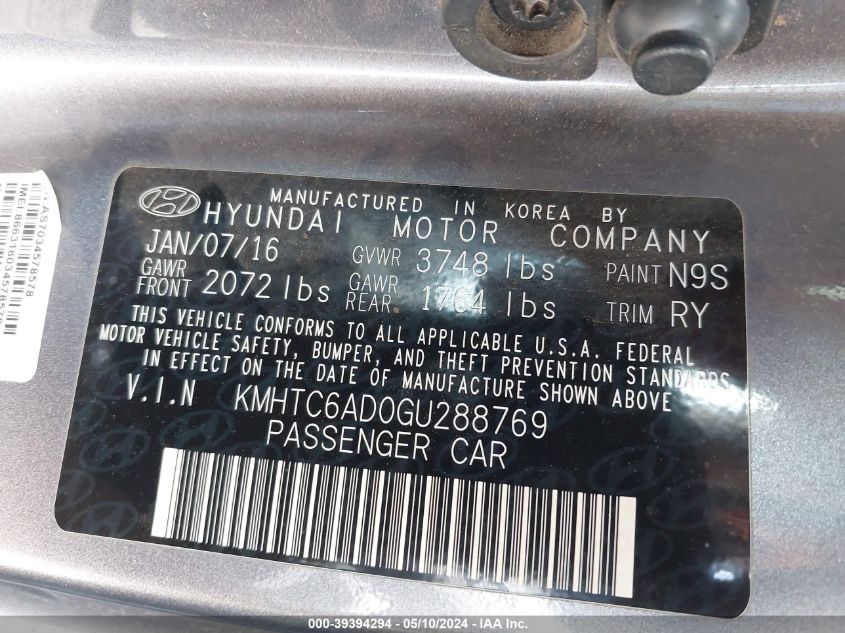 MANUFACTURED IN KOREA BY
HYUNDAI MOTOR COMPANY
JAN/07/16 GVWR 3748 lbs PAINT N9S
GAWR FRONT 2072 lbs GAWR REAR 1764 lbs TRIM RY
THIS VEHICLE CONFORMS TO ALL APPLICABLE U.S.A. FEDERAL
MOTOR VEHICLE SAFETY, BUMPER, AND THEFT PREVENTION STANDARDS
IN EFFECT ON THE DATE OF MANUFACTURE SHOWN ABOVE
V.I.N KMHTC6AD0GU288769
PASSENGER CAR
000-39394294 - 05/10/2024 - IAA Inc.